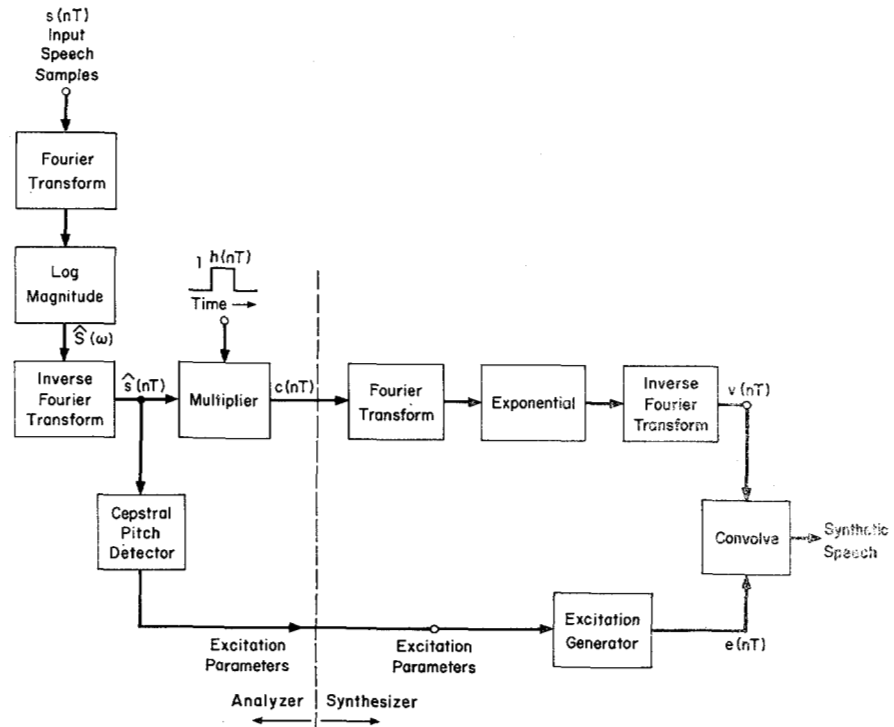 s(nT)
Input
Speech
Samples
Fourier
Transform
Log
Magnitude
Ŝ(ω)
Inverse
Fourier
Transform
ŝ(nT)
1 h(nT)
Time →
Multiplier
c(nT)
Fourier
Transform
Exponential
Inverse
Fourier
Transform
v(nT)
Cepstral
Pitch
Detector
Convolve
Synthetic
Speech
Excitation
Parameters
Excitation
Parameters
Excitation
Generator
e(nT)
Analyzer
Synthesizer